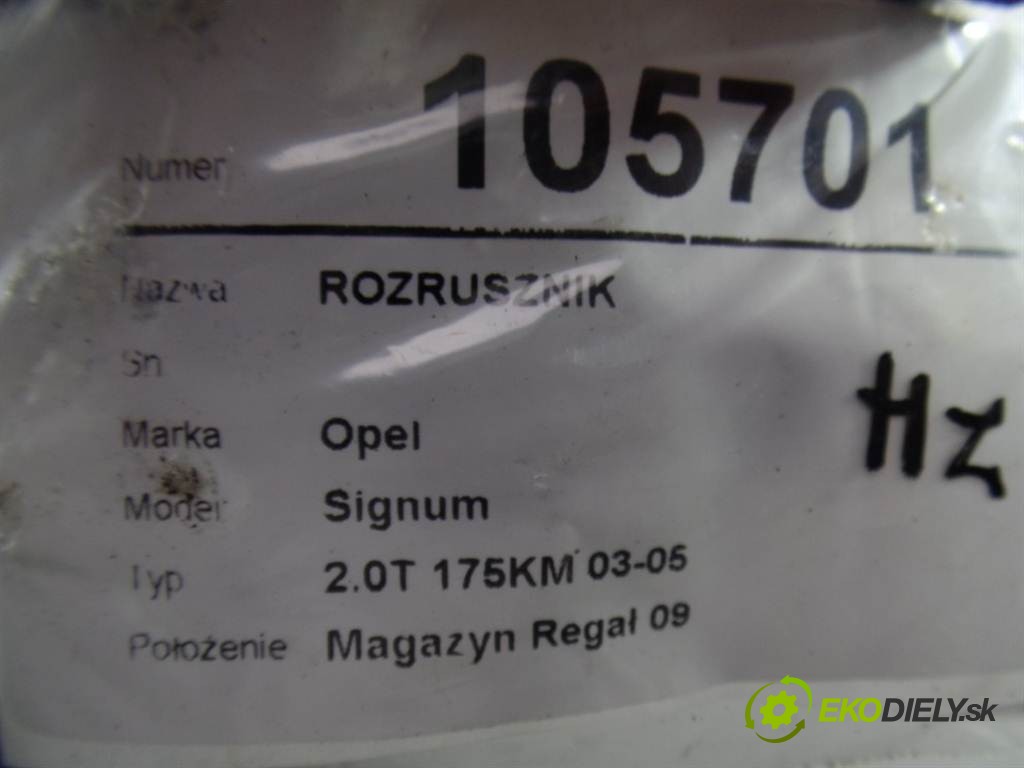 Numer 105701
Nazwa ROZRUSZNIK
Sn
Marka Opel
Model Signum
Typ 2.0T 175KM 03-05
Położenie Magazyn Regał 09
HZ
EKODIELY.sk